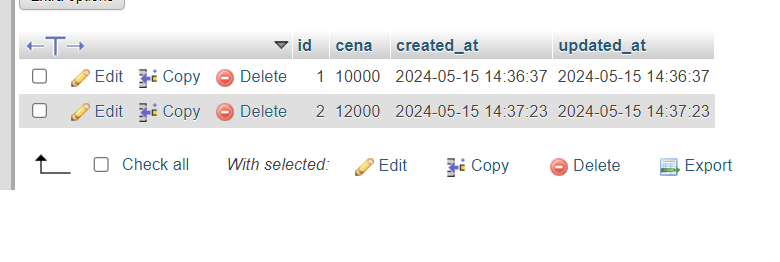 Extra options
id cena created_at updated_at
Edit Copy Delete 1 10000 2024-05-15 14:36:37 2024-05-15 14:36:37
Edit Copy Delete 2 12000 2024-05-15 14:37:23 2024-05-15 14:37:23
Check all With selected: Edit Copy Delete Export